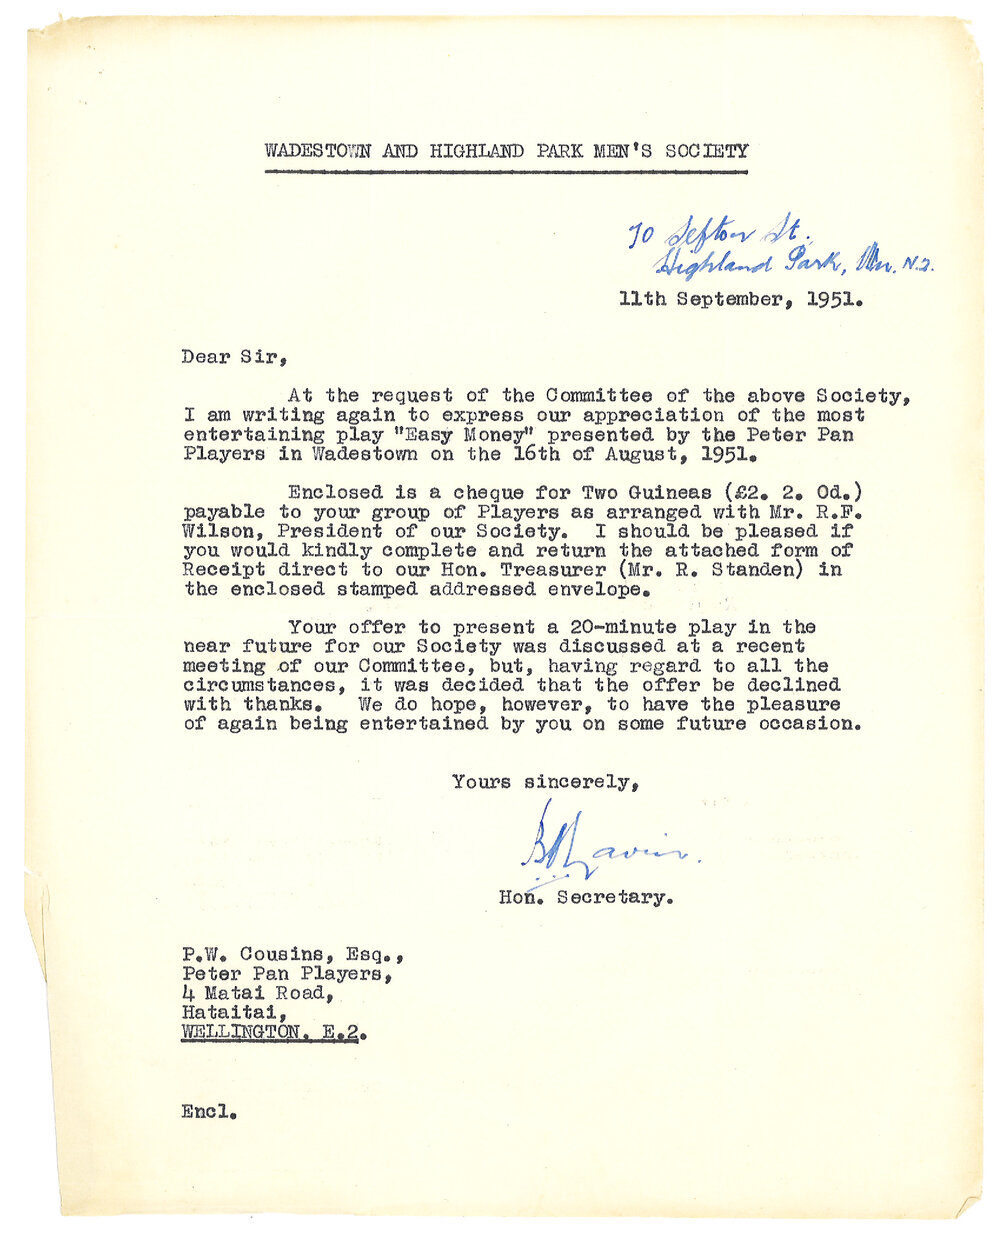 WADESTOWN AND HIGHLAND PARK MEN'S SOCIETY
70 Sefton St.
Highland Park, Wn. N.2.
11th September, 1951.
Dear Sir,
At the request of the Committee of the above Society,
I am writing again to express our appreciation of the most
entertaining play "Easy Money" presented by the Peter Pan
Players in Wadestown on the 16th of August, 1951.
Enclosed is a cheque for Two Guineas (£2. 2. 0d.)
payable to your group of Players as arranged with Mr. R.F.
Wilson, President of our Society. I should be pleased if
you would kindly complete and return the attached form of
Receipt direct to our Hon. Treasurer (Mr. R. Standen) in
the enclosed stamped addressed envelope.
Your offer to present a 20-minute play in the
near future for our Society was discussed at a recent
meeting of our Committee, but, having regard to all the
circumstances, it was decided that the offer be declined
with thanks. We do hope, however, to have the pleasure
of again being entertained by you on some future occasion.
Yours sincerely,
Hon. Secretary.
P.W. Cousins, Esq.,
Peter Pan Players,
4 Matai Road,
Hataitai,
WELLINGTON. E.2.
Encl.